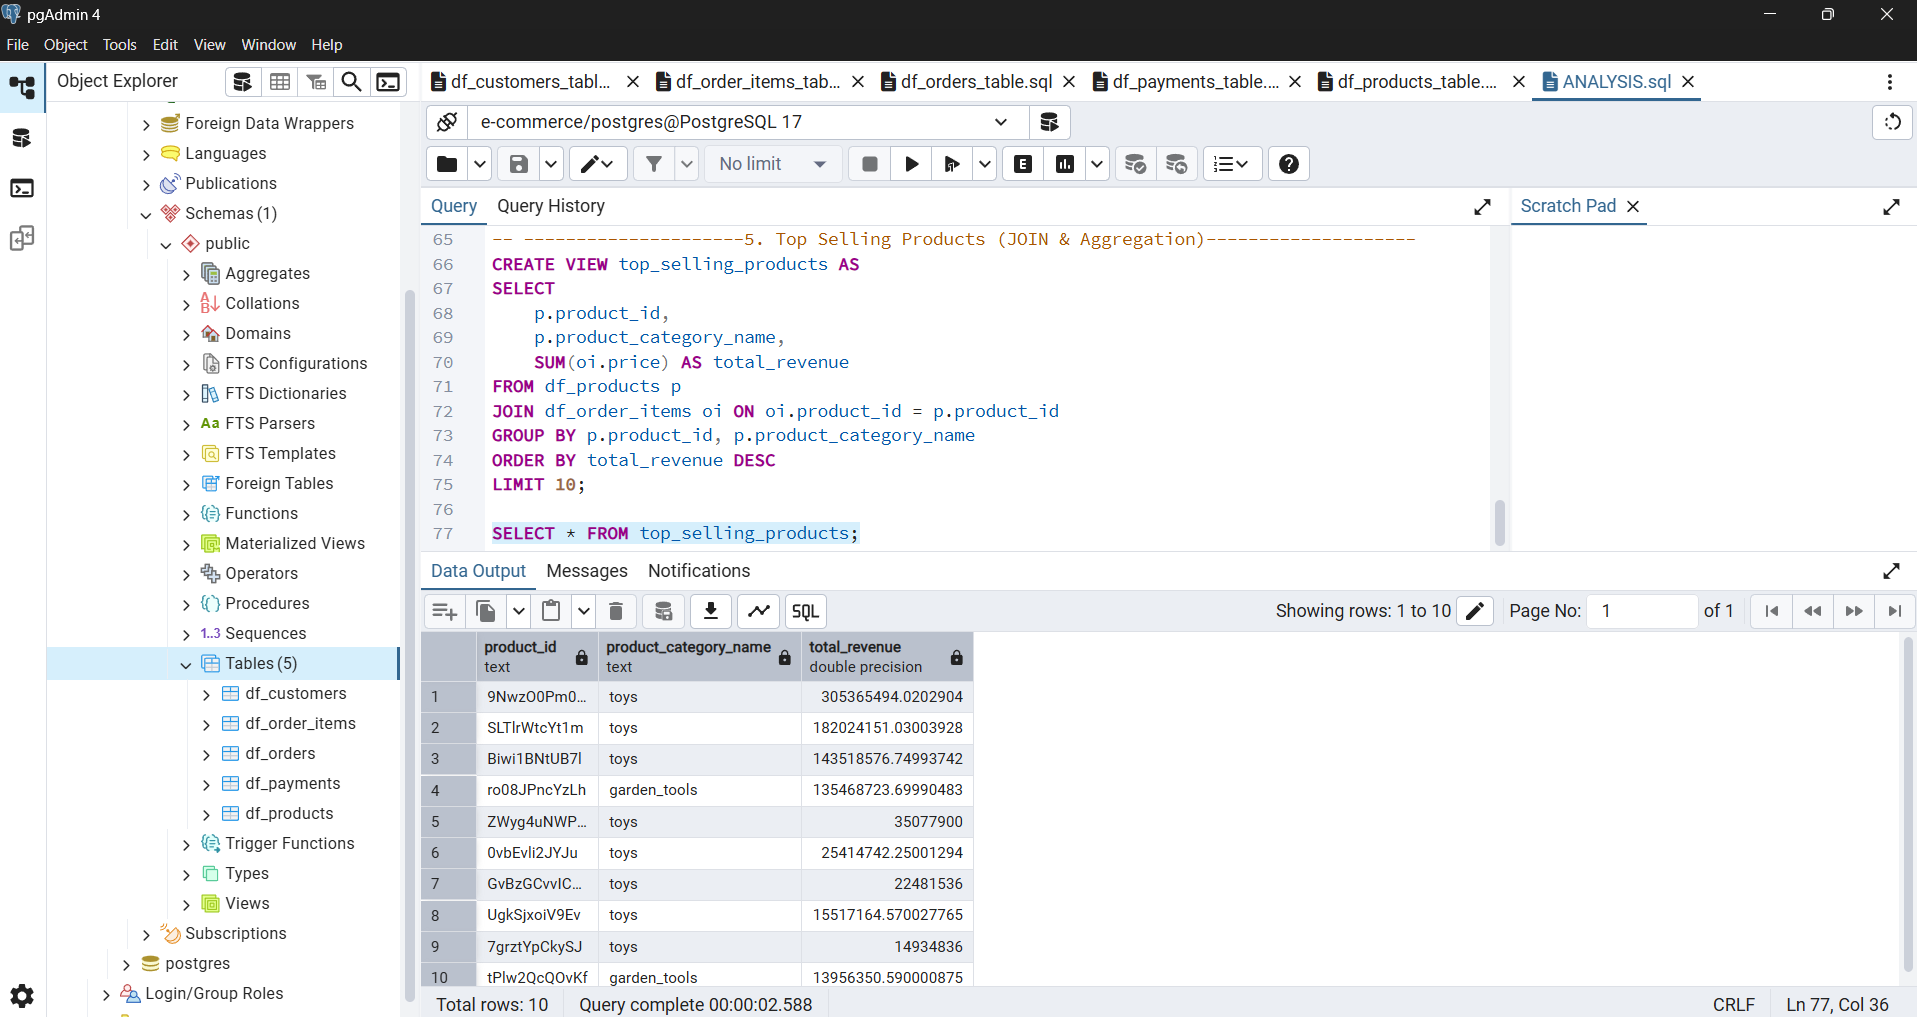 pgAdmin 4
File Object Tools Edit View Window Help
Object Explorer
df_customers_tabl... df_order_items_tab... df_orders_table.sql df_payments_table.... df_products_table.... ANALYSIS.sql
Foreign Data Wrappers
Languages
Publications
Schemas (1)
public
Aggregates
Collations
Domains
FTS Configurations
FTS Dictionaries
Aa FTS Parsers
FTS Templates
Foreign Tables
Functions
Materialized Views
Operators
Procedures
1..3 Sequences
Tables (5)
df_customers
df_order_items
df_orders
df_payments
df_products
Trigger Functions
Types
Views
Subscriptions
postgres
Login/Group Roles
e-commerce/postgres@PostgreSQL 17
No limit
E
Query Query History
Scratch Pad
65 -- ---------------------5. Top Selling Products (JOIN & Aggregation)--------------------
66 CREATE VIEW top_selling_products AS
67 SELECT
68 p.product_id,
69 p.product_category_name,
70 SUM(oi.price) AS total_revenue
71 FROM df_products p
72 JOIN df_order_items oi ON oi.product_id = p.product_id
73 GROUP BY p.product_id, p.product_category_name
74 ORDER BY total_revenue DESC
75 LIMIT 10;
76
77 SELECT * FROM top_selling_products;
Data Output Messages Notifications
SQL Showing rows: 1 to 10 Page No: 1 of 1
product_id product_category_name total_revenue
text text double precision
1 9NwzO0Pm0... toys 305365494.0202904
2 SLTlrWtcYt1m toys 182024151.03003928
3 Biwi1BNtUB7l toys 143518576.74993742
4 ro08JPncYzLh garden_tools 135468723.69990483
5 ZWyg4uNWP... toys 35077900
6 0vbEvli2JYJu toys 25414742.25001294
7 GvBzGCvvIC... toys 22481536
8 UgkSjxoiV9Ev toys 15517164.570027765
9 7grztYpCkySJ toys 14934836
10 tPlw2QcQOvKf garden_tools 13956350.590000875
Total rows: 10 Query complete 00:00:02.588 CRLF Ln 77, Col 36